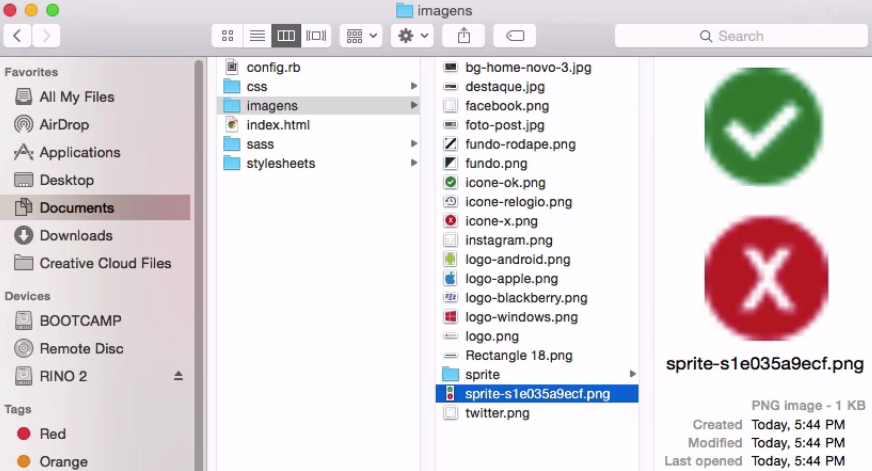 imagens
Search
Favorites
All My Files
AirDrop
Applications
Desktop
Documents
Downloads
Creative Cloud Files
Devices
BOOTCAMP
Remote Disc
RINO 2
Tags
Red
Orange
config.rb
css
imagens
index.html
sass
stylesheets
bg-home-novo-3.jpg
destaque.jpg
facebook.png
foto-post.jpg
fundo-rodape.png
fundo.png
icone-ok.png
icone-relogio.png
icone-x.png
instagram.png
logo-android.png
logo-apple.png
logo-blackberry.png
logo-windows.png
logo.png
Rectangle 18.png
sprite
sprite-s1e035a9ecf.png
twitter.png
X
sprite-s1e035a9ecf.png
PNG image - 1 KB
Created Today, 5:44 PM
Modified Today, 5:44 PM
Last opened Today, 5:44 PM